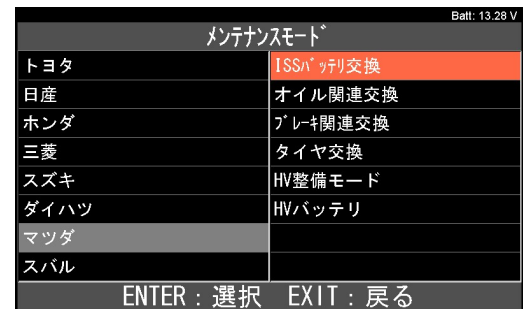 Batt: 13.28 V
ﾒﾝﾃﾅﾝｽﾓｰﾄﾞ
トヨタ
ISSﾊﾞｯﾃﾘ交換
日産
オイル関連交換
ホンダ
ﾌﾞﾚｰｷ関連交換
三菱
タイヤ交換
スズキ
HV整備モード
ダイハツ
HVバッテリ
マツダ
スバル
ENTER：選択 EXIT：戻る